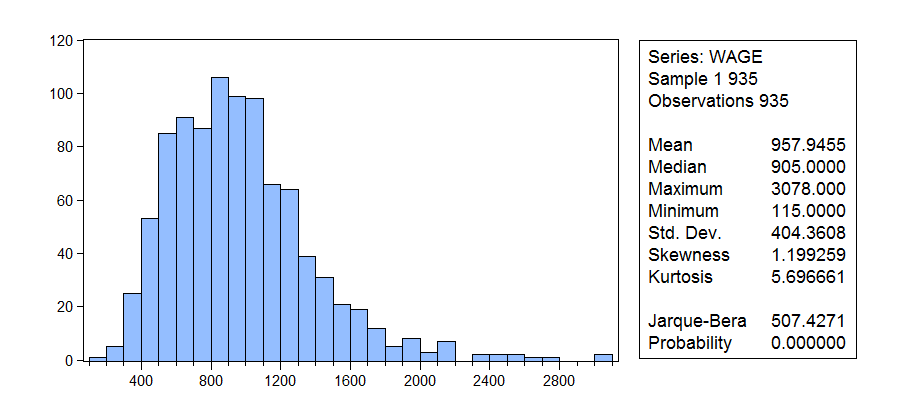 120
100
80
60
40
20
0
400 800 1200 1600 2000 2400 2800
Series: WAGE
Sample 1 935
Observations 935
Mean 957.9455
Median 905.0000
Maximum 3078.000
Minimum 115.0000
Std. Dev. 404.3608
Skewness 1.199259
Kurtosis 5.696661
Jarque-Bera 507.4271
Probability 0.000000